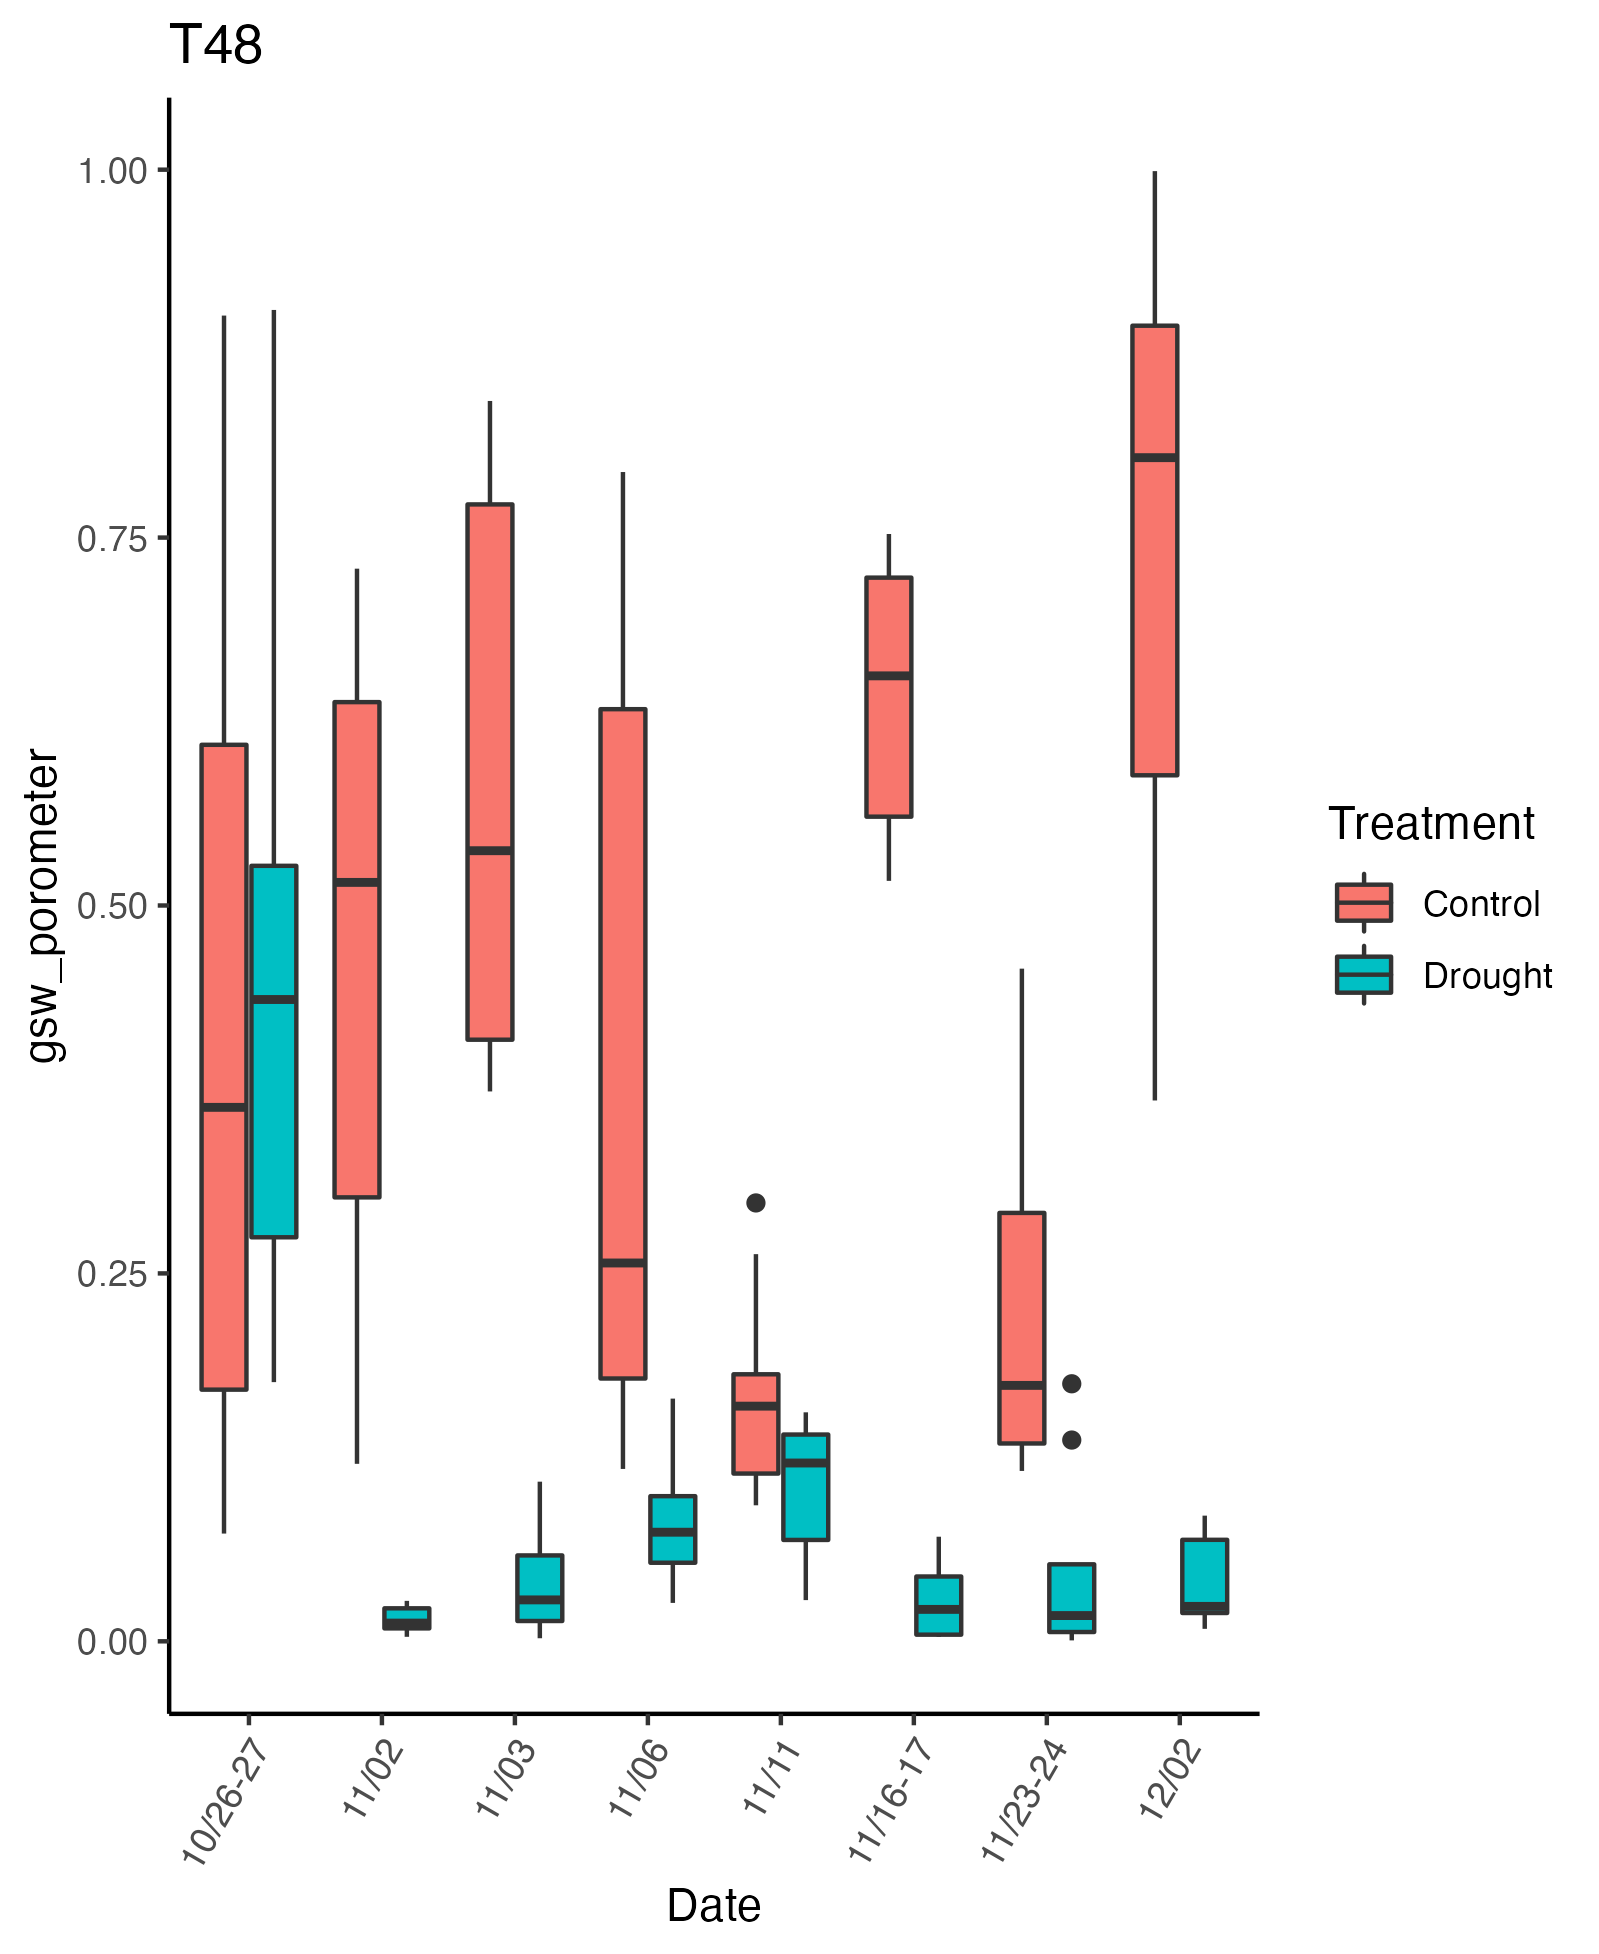 T48
gsw_porometer
1.00
0.75
0.50
0.25
0.00
10/26-27
11/02
11/03
11/06
11/11
11/16-17
11/23-24
12/02
Date
Treatment
Control
Drought